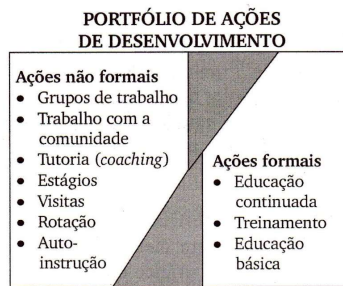 PORTFÓLIO DE AÇÕES
DE DESENVOLVIMENTO
Ações não formais
• Grupos de trabalho
• Trabalho com a
comunidade
• Tutoria (coaching)
• Estágios
• Visitas
• Rotação
• Auto-
instrução
Ações formais
• Educação
continuada
• Treinamento
• Educação
básica